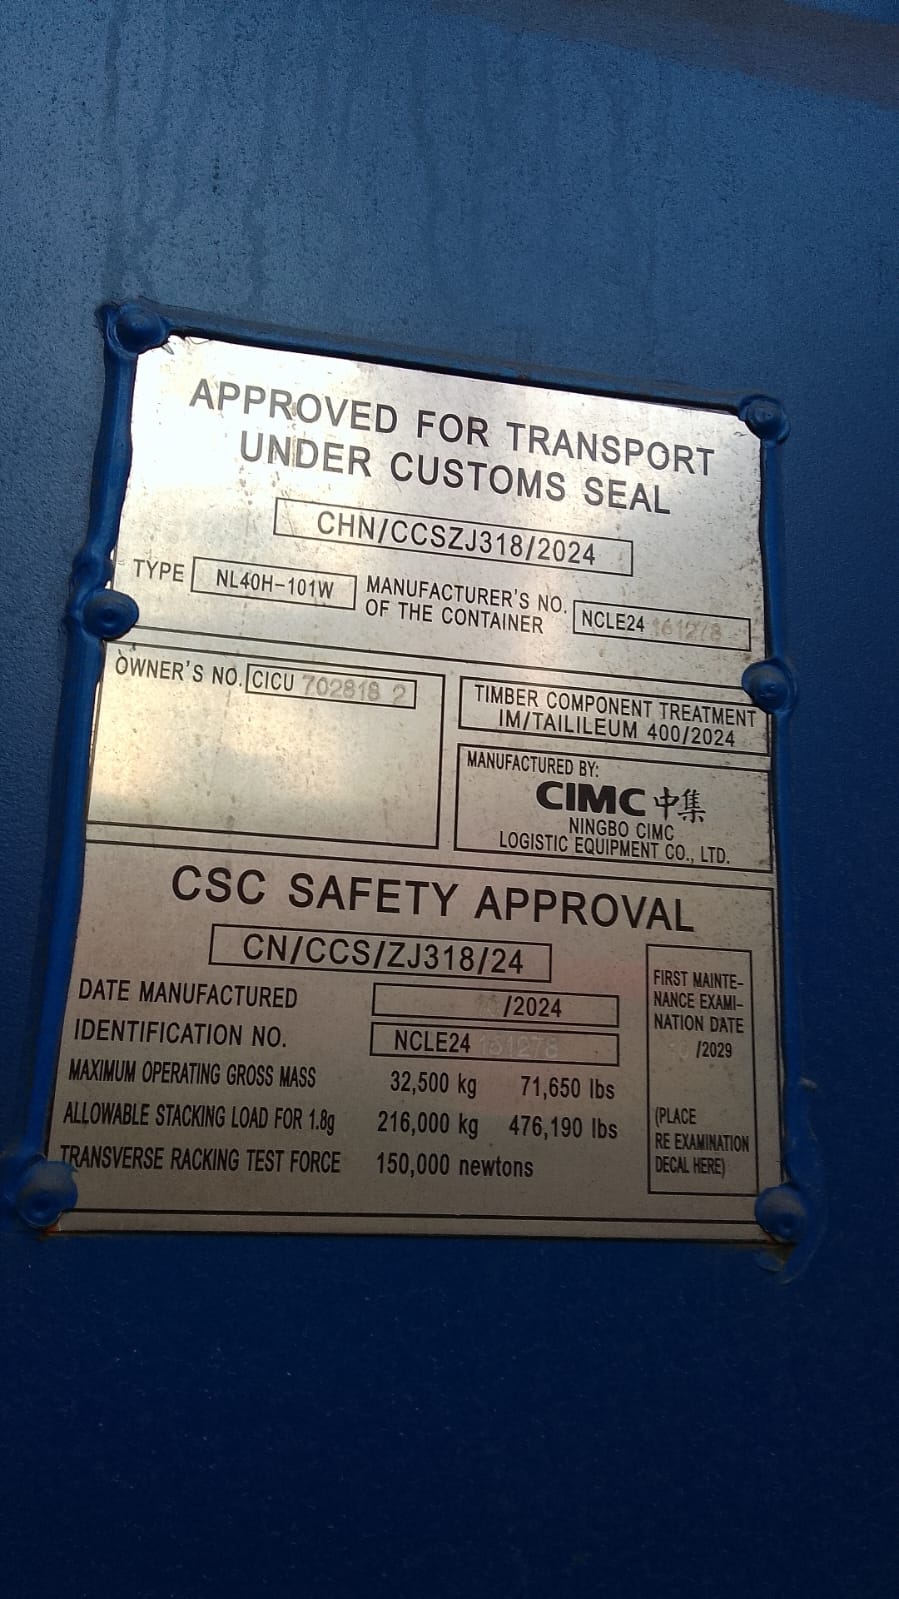 APPROVED FOR TRANSPORT
UNDER CUSTOMS SEAL
CHN/CCSZJ318/2024
TYPE NL40H-101W
MANUFACTURER'S NO.
OF THE CONTAINER
NCLE24 161278
OWNER'S NO. CICU 702818 2
TIMBER COMPONENT TREATMENT
IM/TAILILEUM 400/2024
MANUFACTURED BY:
CIMC 中集
NINGBO CIMC
LOGISTIC EQUIPMENT CO., LTD.
CSC SAFETY APPROVAL
CN/CCS/ZJ318/24
DATE MANUFACTURED /2024
IDENTIFICATION NO. NCLE24 161278
MAXIMUM OPERATING GROSS MASS 32,500 kg 71,650 lbs
ALLOWABLE STACKING LOAD FOR 1.8g 216,000 kg 476,190 lbs
TRANSVERSE RACKING TEST FORCE 150,000 newtons
FIRST MAINTE-
NANCE EXAMI-
NATION DATE
/2029
(PLACE
RE EXAMINATION
DECAL HERE)